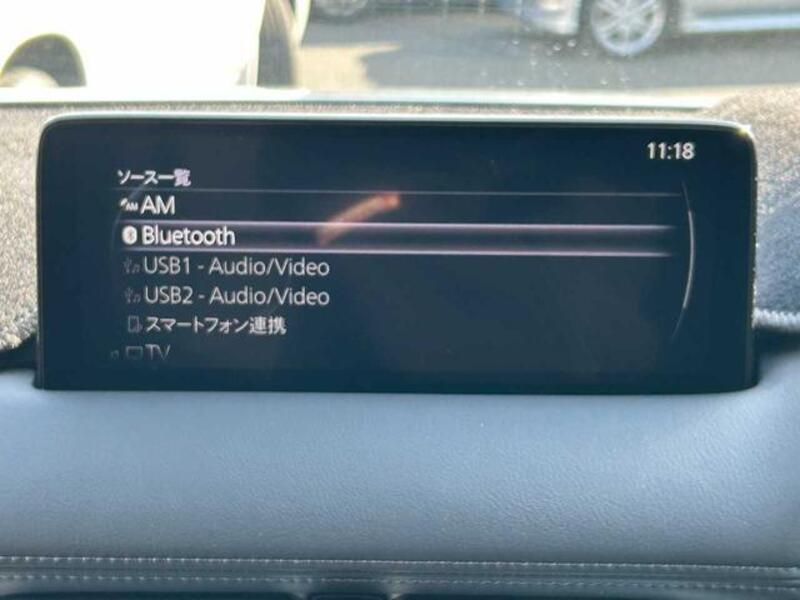 11:18
ソース一覧
AM
Bluetooth
USB1 - Audio/Video
USB2 - Audio/Video
スマートフォン連携
TV